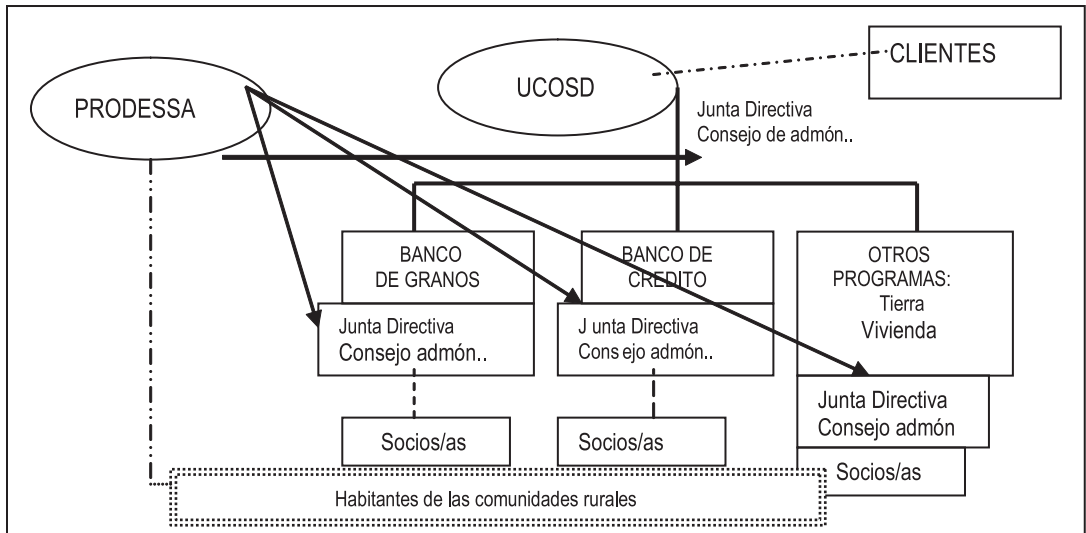 PRODESSA
UCOSD
CLIENTES
Junta Directiva
Consejo de admón..
BANCO
DE GRANOS
BANCO DE
CREDITO
OTROS
PROGRAMAS:
Tierra
Vivienda
Junta Directiva
Consejo admón..
J unta Directiva
Cons ejo admón..
Junta Directiva
Consejo admón
Socios/as
Socios/as
Socios/as
Habitantes de las comunidades rurales